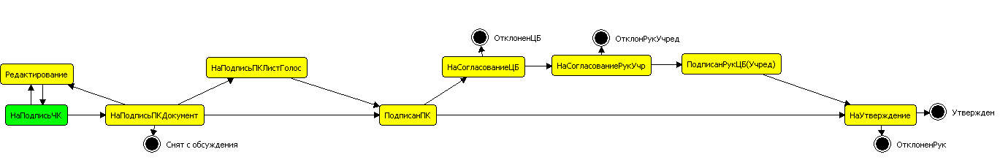 ОтклоненЦБ
ОтклонРукУчред
НаПодписьПКЛистГолос
НаСогласованиеЦБ
НаСогласованиеРукУчр
ПодписанРукЦБ(Учред)
Редактирование
НаПодписьЧК
НаПодписьПКДокумент
ПодписанПК
НаУтверждение
Утвержден
Снят с обсуждения
ОтклоненРук